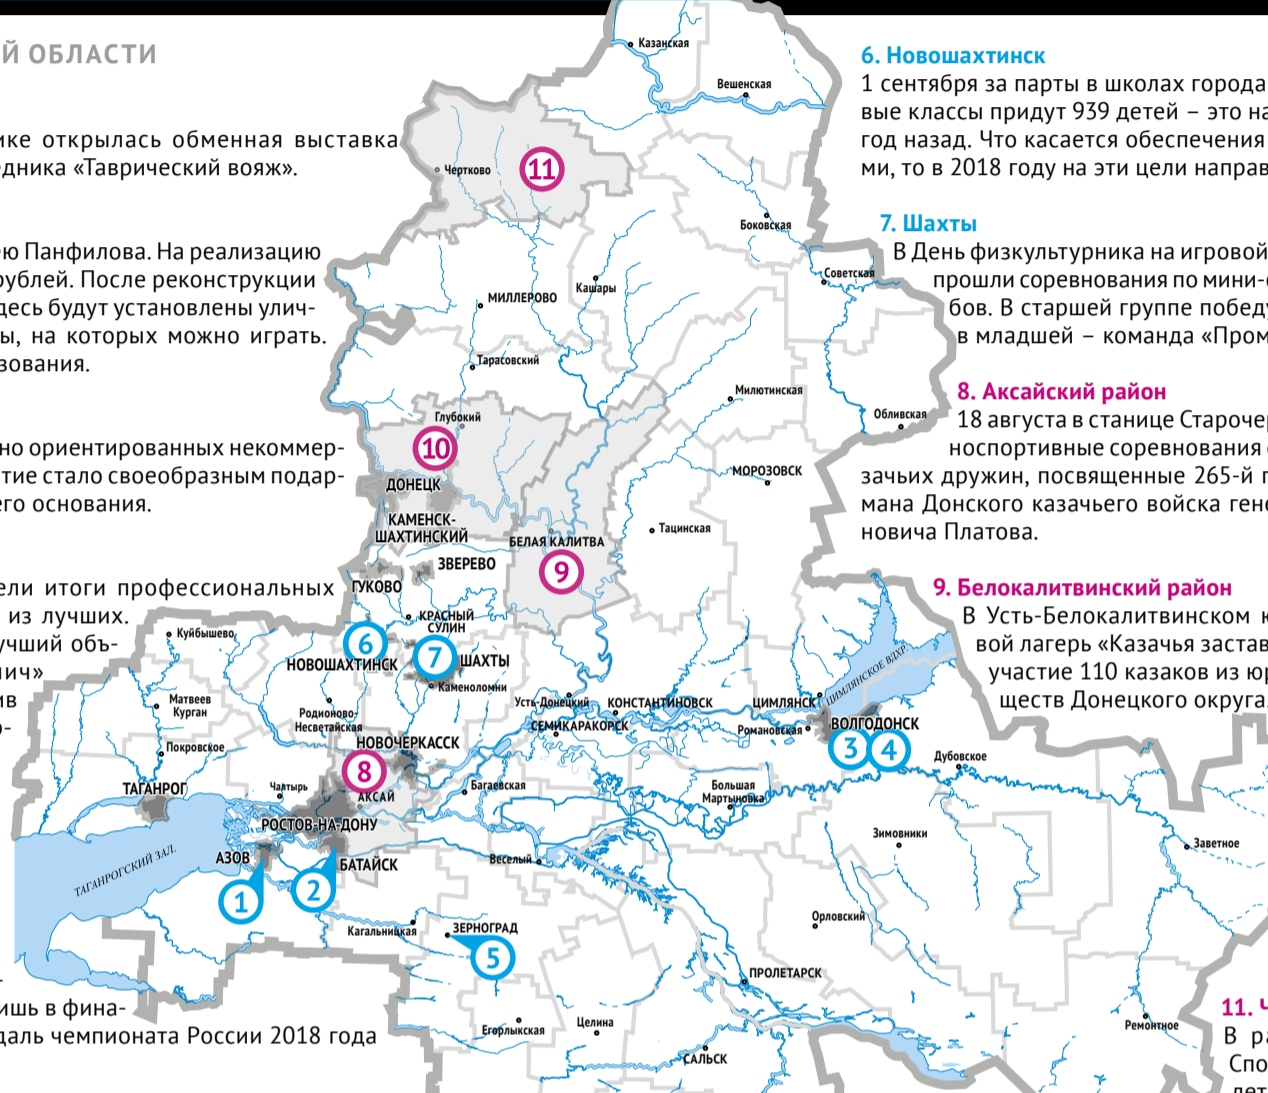 Й ОБЛАСТИ
ике открылась обменная выставка
едника «Таврический вояж».
ею Панфилова. На реализацию
рублей. После реконструкции
десь будут установлены улич-
ы, на которых можно играть.
зования.
но ориентированных некоммер-
тие стало своеобразным подар-
его основания.
ели итоги профессиональных
из лучших.
учший объ-
ич»
ив
о-
ишь в фина-
даль чемпионата России 2018 года
6. Новошахтинск
1 сентября за парты в школах города
вые классы придут 939 детей – это на
год назад. Что касается обеспечения
ми, то в 2018 году на эти цели направ
7. Шахты
В День физкультурника на игровой
прошли соревнования по мини-
бов. В старшей группе победу
в младшей – команда «Пром
8. Аксайский район
18 августа в станице Старочер
носпортивные соревнования
зачьих дружин, посвященные 265-й г
мана Донского казачьего войска гене
новича Платова.
9. Белокалитвинский район
В Усть-Белокалитвинском к
вой лагерь «Казачья застав
участие 110 казаков из юр
ществ Донецкого округа.
11. Ч
В ра
Спо
лет
Казанская
Вешенская
Чертково
11
Боковская
Советская
Кашары
МИЛЛЕРОВО
Тарасовский
Милютинская
Обливская
Глубокий
10
ДОНЕЦК
КАМЕНСК-
ШАХТИНСКИЙ
МОРОЗОВСК
Тацинская
БЕЛАЯ КАЛИТВА
9
ЗВЕРЕВО
ГУКОВО
КРАСНЫЙ
СУЛИН
Куйбышево
6
НОВОШАХТИНСК
7
ШАХТЫ
Каменоломни
Матвеев
Курган
Родионово-
Несветайская
Усть-Донецкий
КОНСТАНТИНОВСК
СЕМИКАРАКОРСК
ЦИМЛЯНСК
ЦИМЛЯНСКОЕ ВДХР.
Романовская
ВОЛГОДОНСК
3
4
Дубовское
Покровское
НОВОЧЕРКАССК
8
АКСАЙ
Багаевская
Большая
Мартыновка
ТАГАНРОГ
Чалтырь
РОСТОВ-НА-ДОНУ
ТАГАНРОГСКИЙ ЗАЛ.
АЗОВ
БАТАЙСК
1
2
Веселый
Зимовники
Заветное
Кагальницкая
ЗЕРНОГРАД
5
Орловский
ПРОЛЕТАРСК
Егорлыкская
Целина
САЛЬСК
Ремонтное